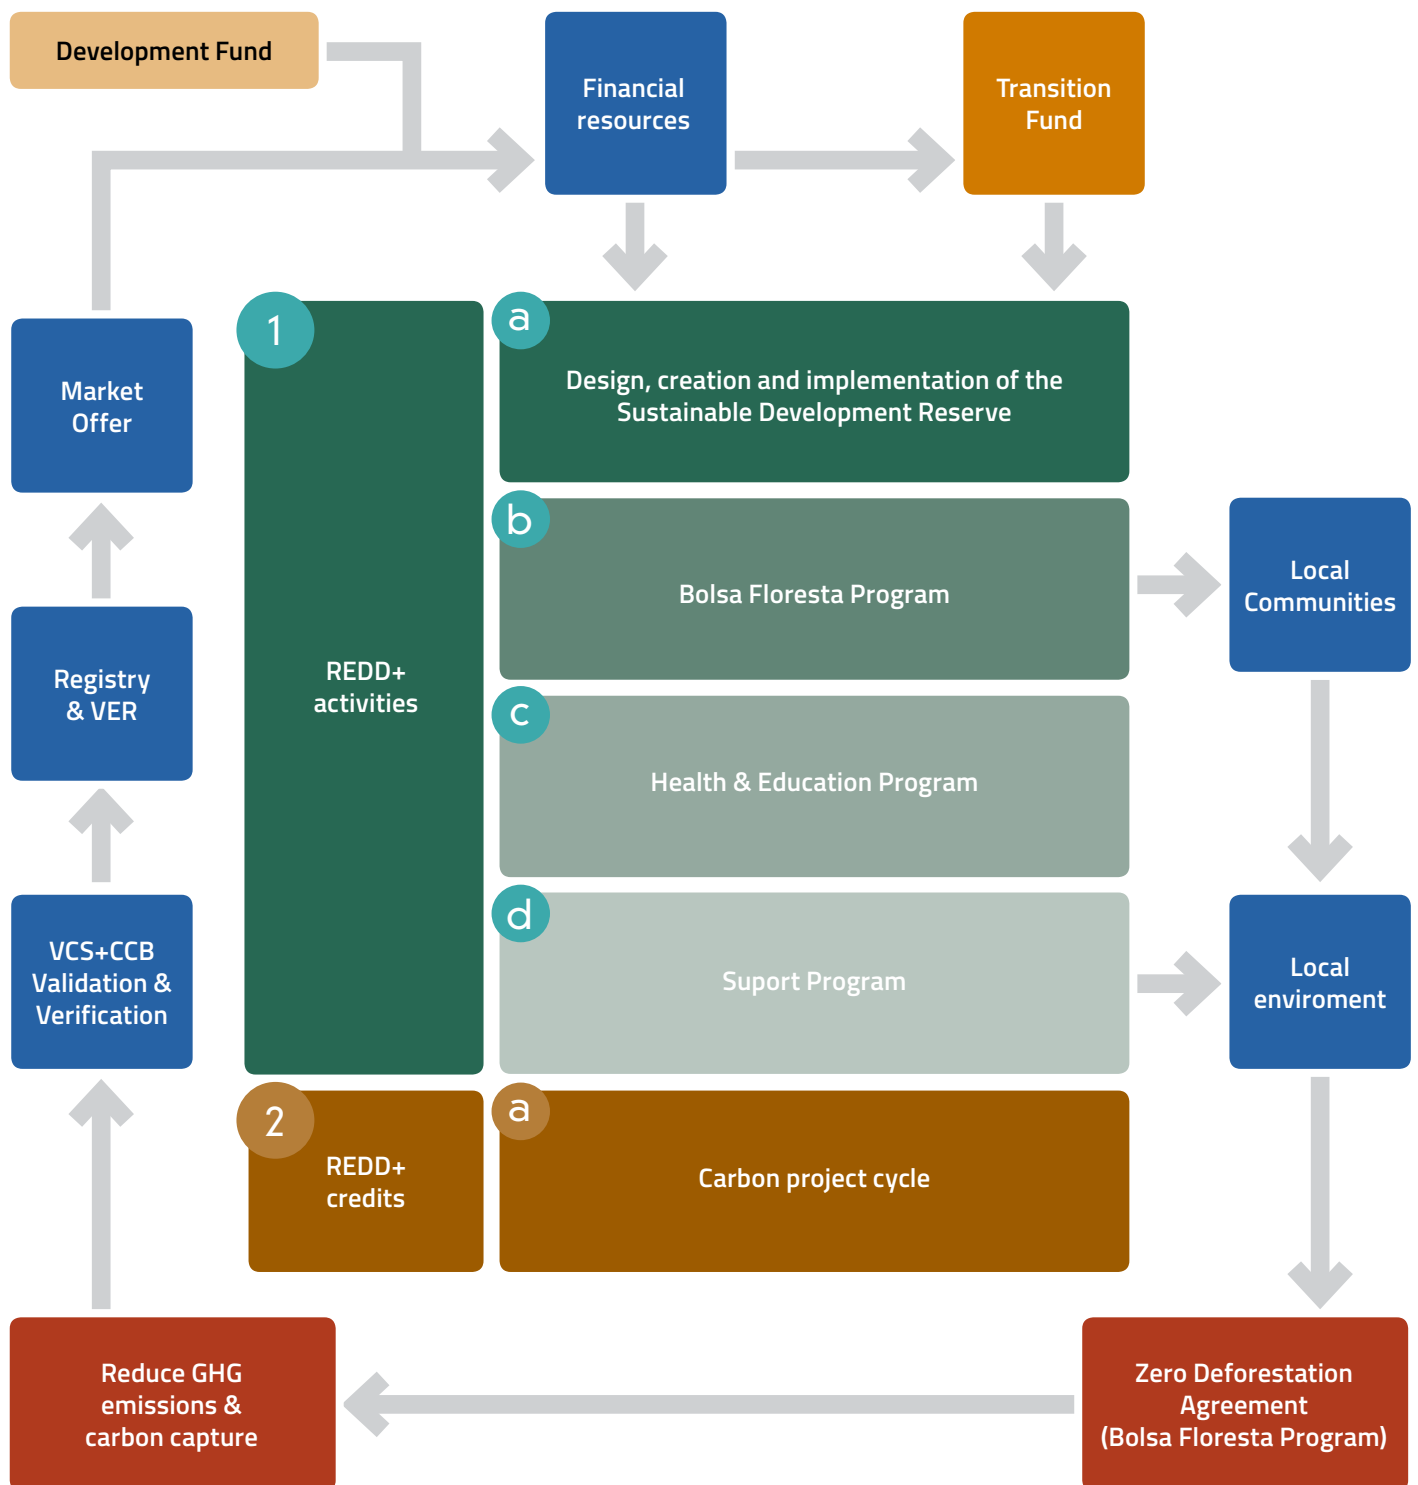 Development Fund
Financial
resources
Transition
Fund
1
a
Design, creation and implementation of the
Sustainable Development Reserve
Market
Offer
b
Bolsa Floresta Program
Local
Communities
Registry
& VER
REDD+
activities
c
Health & Education Program
d
Suport Program
VCS+CCB
Validation &
Verification
Local
enviroment
2
REDD+
credits
a
Carbon project cycle
Reduce GHG
emissions &
carbon capture
Zero Deforestation
Agreement
(Bolsa Floresta Program)